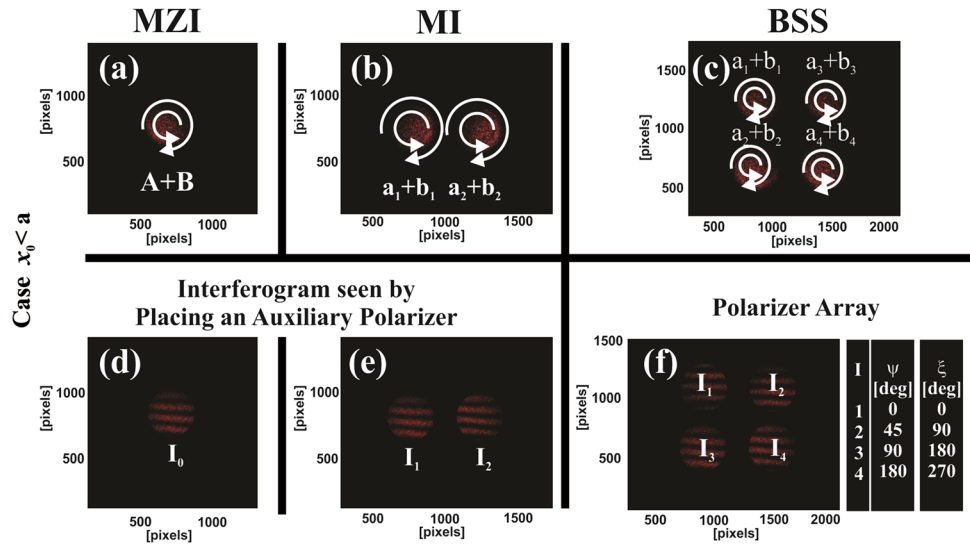 MZI
MI
BSS
Case x₀< a
(a)
A+B
1000
500
[pixels]
500
1000
[pixels]
(b)
a₁+b₁
a₂+b₂
1000
500
[pixels]
500
1000
1500
[pixels]
(c)
a₁+b₁
a₃+b₃
a₂+b₂
a₄+b₄
1500
1000
500
[pixels]
500
1000
1500
2000
[pixels]
Interferogram seen by
Placing an Auxiliary Polarizer
Polarizer Array
(d)
I₀
1000
500
[pixels]
500
1000
[pixels]
(e)
I₁
I₂
1000
500
[pixels]
500
1000
1500
[pixels]
(f)
I₁
I₂
I₃
I₄
1500
1000
500
[pixels]
500
1000
1500
2000
[pixels]
I ψ ξ
[deg] [deg]
1 0 0
2 45 90
3 90 180
4 180 270